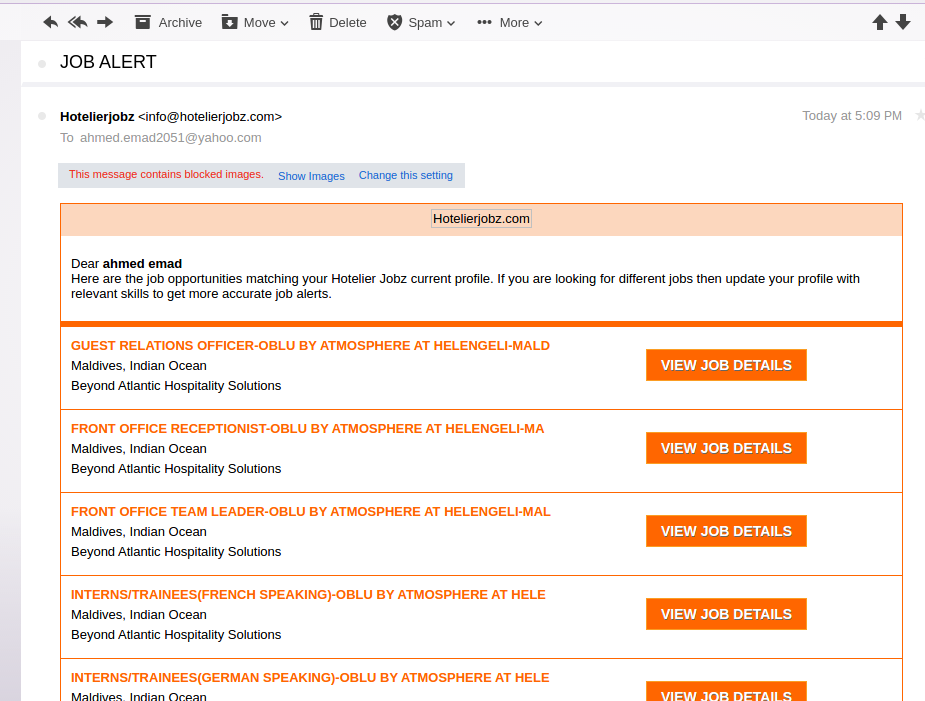 Archive Move Delete Spam More
JOB ALERT
Hotelierjobz <info@hotelierjobz.com> Today at 5:09 PM
To ahmed.emad2051@yahoo.com
This message contains blocked images. Show Images Change this setting
Hotelierjobz.com
Dear ahmed emad
Here are the job opportunities matching your Hotelier Jobz current profile. If you are looking for different jobs then update your profile with
relevant skills to get more accurate job alerts.
GUEST RELATIONS OFFICER-OBLU BY ATMOSPHERE AT HELENGELI-MALD
Maldives, Indian Ocean
Beyond Atlantic Hospitality Solutions
VIEW JOB DETAILS
FRONT OFFICE RECEPTIONIST-OBLU BY ATMOSPHERE AT HELENGELI-MA
Maldives, Indian Ocean
Beyond Atlantic Hospitality Solutions
VIEW JOB DETAILS
FRONT OFFICE TEAM LEADER-OBLU BY ATMOSPHERE AT HELENGELI-MAL
Maldives, Indian Ocean
Beyond Atlantic Hospitality Solutions
VIEW JOB DETAILS
INTERNS/TRAINEES(FRENCH SPEAKING)-OBLU BY ATMOSPHERE AT HELE
Maldives, Indian Ocean
Beyond Atlantic Hospitality Solutions
VIEW JOB DETAILS
INTERNS/TRAINEES(GERMAN SPEAKING)-OBLU BY ATMOSPHERE AT HELE
Maldives, Indian Ocean
VIEW JOB DETAILS